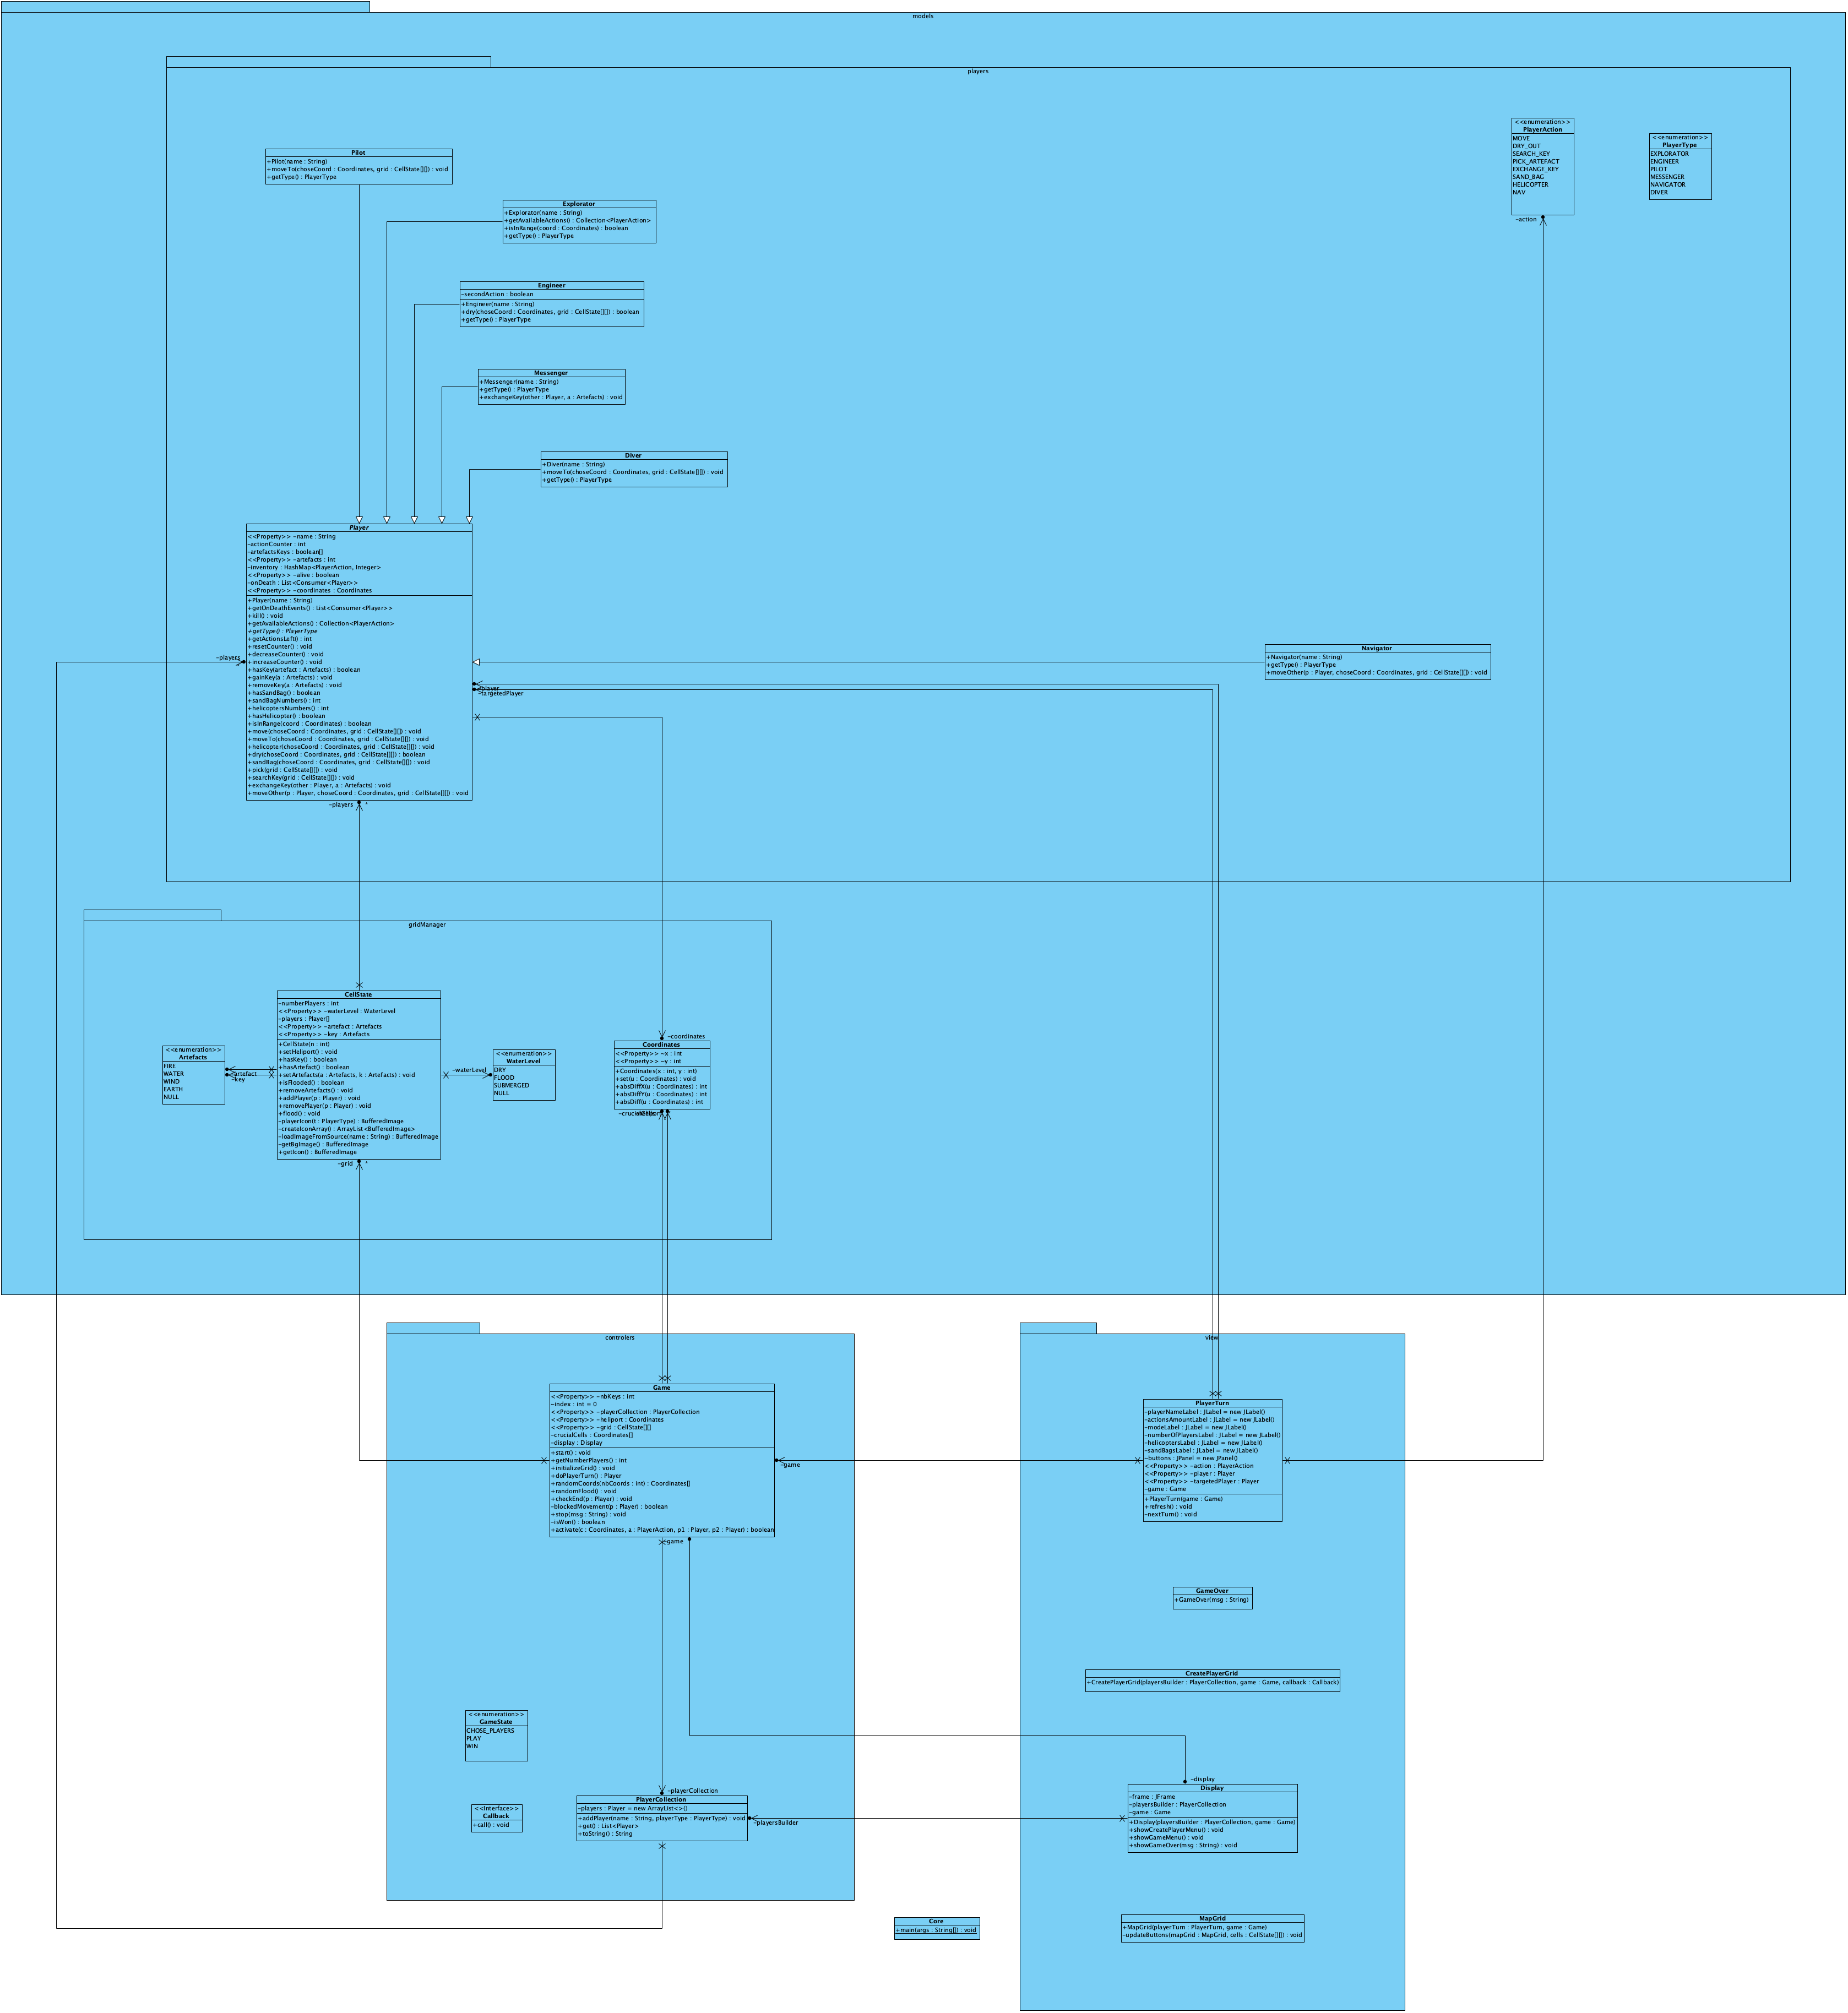 models
players
<<enumeration>>
PlayerAction
MOVE
DRY_OUT
SEARCH_KEY
PICK_ARTEFACT
EXCHANGE_KEY
SAND_BAG
HELICOPTER
NAV
-action
<<enumeration>>
PlayerType
EXPLORATOR
ENGINEER
PILOT
MESSENGER
NAVIGATOR
DIVER
Pilot
+Pilot(name : String)
+moveTo(choseCoord : Coordinates, grid : CellState[][]) : void
+getType() : PlayerType
Explorator
+Explorator(name : String)
+getAvailableActions() : Collection<PlayerAction>
+isInRange(coord : Coordinates) : boolean
+getType() : PlayerType
Engineer
-secondAction : boolean
+Engineer(name : String)
+dry(choseCoord : Coordinates, grid : CellState[][]) : boolean
+getType() : PlayerType
Messenger
+Messenger(name : String)
+getType() : PlayerType
+exchangeKey(other : Player, a : Artefacts) : void
Diver
+Diver(name : String)
+moveTo(choseCoord : Coordinates, grid : CellState[][]) : void
+getType() : PlayerType
Player
<<Property>> -name : String
-actionCounter : int
-artefactsKeys : boolean[]
<<Property>> -artefacts : int
-inventory : HashMap<PlayerAction, Integer>
<<Property>> -alive : boolean
-onDeath : List<Consumer<Player>>
<<Property>> -coordinates : Coordinates
+Player(name : String)
+getOnDeathEvents() : List<Consumer<Player>>
+kill() : void
+getAvailableActions() : Collection<PlayerAction>
+getType() : PlayerType
+getActionsLeft() : int
+resetCounter() : void
+decreaseCounter() : void
+increaseCounter() : void
+hasKey(artefact : Artefacts) : boolean
+gainKey(a : Artefacts) : void
+removeKey(a : Artefacts) : void
+hasSandBag() : boolean
+sandBagNumbers() : int
+helicoptersNumbers() : int
+hasHelicopter() : boolean
+isInRange(coord : Coordinates) : boolean
+move(choseCoord : Coordinates, grid : CellState[][]) : void
+moveTo(choseCoord : Coordinates, grid : CellState[][]) : void
+helicopter(choseCoord : Coordinates, grid : CellState[][]) : void
+dry(choseCoord : Coordinates, grid : CellState[][]) : boolean
+sandBag(choseCoord : Coordinates, grid : CellState[][]) : void
+pick(grid : CellState[][]) : void
+searchKey(grid : CellState[][]) : void
+exchangeKey(other : Player, a : Artefacts) : void
+moveOther(p : Player, choseCoord : Coordinates, grid : CellState[][]) : void
-players
-player
-targetedPlayer
-players *
Navigator
+Navigator(name : String)
+getType() : PlayerType
+moveOther(p : Player, choseCoord : Coordinates, grid : CellState[][]) : void
gridManager
CellState
-numberPlayers : int
<<Property>> -waterLevel : WaterLevel
-players : Player[]
<<Property>> -artefact : Artefacts
<<Property>> -key : Artefacts
+CellState(n : int)
+setHeliport() : void
+hasKey() : boolean
+hasArtefact() : boolean
+setArtefacts(a : Artefacts, k : Artefacts) : void
+isFlooded() : boolean
+removeArtefacts() : void
+addPlayer(p : Player) : void
+removePlayer(p : Player) : void
+flood() : void
-playerIcon(t : PlayerType) : BufferedImage
-createIconArray() : ArrayList<BufferedImage>
-loadImageFromSource(name : String) : BufferedImage
-getBgImage() : BufferedImage
+getIcon() : BufferedImage
-grid *
<<enumeration>>
Artefacts
FIRE
WATER
WIND
EARTH
NULL
-artefact
-key
-waterLevel
<<enumeration>>
WaterLevel
DRY
FLOOD
SUBMERGED
NULL
-coordinates
Coordinates
<<Property>> -x : int
<<Property>> -y : int
+Coordinates(x : int, y : int)
+set(u : Coordinates) : void
+absDiffX(u : Coordinates) : int
+absDiffY(u : Coordinates) : int
+absDiff(u : Coordinates) : int
controlers
Game
<<Property>> -nbKeys : int
~index : int = 0
<<Property>> -playerCollection : PlayerCollection
<<Property>> -heliport : Coordinates
<<Property>> -grid : CellState[][]
-crucialCells : Coordinates[]
-display : Display
+start() : void
+getNumberPlayers() : int
+initializeGrid() : void
+doPlayerTurn() : Player
+randomCoords(nbCoords : int) : Coordinates[]
+randomFlood() : void
+checkEnd(p : Player) : void
-blockedMovement(p : Player) : boolean
+stop(msg : String) : void
-isWon() : boolean
+activate(c : Coordinates, a : PlayerAction, p1 : Player, p2 : Player) : boolean
-game
-game
<<enumeration>>
GameState
CHOSE_PLAYERS
PLAY
WIN
<<Interface>>
Callback
+call() : void
-playerCollection
PlayerCollection
-players : Player = new ArrayList<>()
+addPlayer(name : String, playerType : PlayerType) : void
+get() : List<Player>
+toString() : String
-playersBuilder
view
PlayerTurn
-playerNameLabel : JLabel = new JLabel()
-actionsAmountLabel : JLabel = new JLabel()
-modeLabel : JLabel = new JLabel()
-numberOfPlayersLabel : JLabel = new JLabel()
-helicoptersLabel : JLabel = new JLabel()
-sandBagsLabel : JLabel = new JLabel()
-buttons : JPanel = new JPanel()
<<Property>> -action : PlayerAction
<<Property>> -player : Player
<<Property>> -targetedPlayer : Player
-game : Game
+PlayerTurn(game : Game)
+refresh() : void
-nextTurn() : void
GameOver
+GameOver(msg : String)
CreatePlayerGrid
+CreatePlayerGrid(playersBuilder : PlayerCollection, game : Game, callback : Callback)
-display
Display
-frame : JFrame
-playersBuilder : PlayerCollection
-game : Game
+Display(playersBuilder : PlayerCollection, game : Game)
+showCreatePlayerMenu() : void
+showGameMenu() : void
+showGameOver(msg : String) : void
MapGrid
+MapGrid(playerTurn : PlayerTurn, game : Game)
-updateButtons(mapGrid : MapGrid, cells : CellState[][]) : void
Core
+main(args : String[]) : void